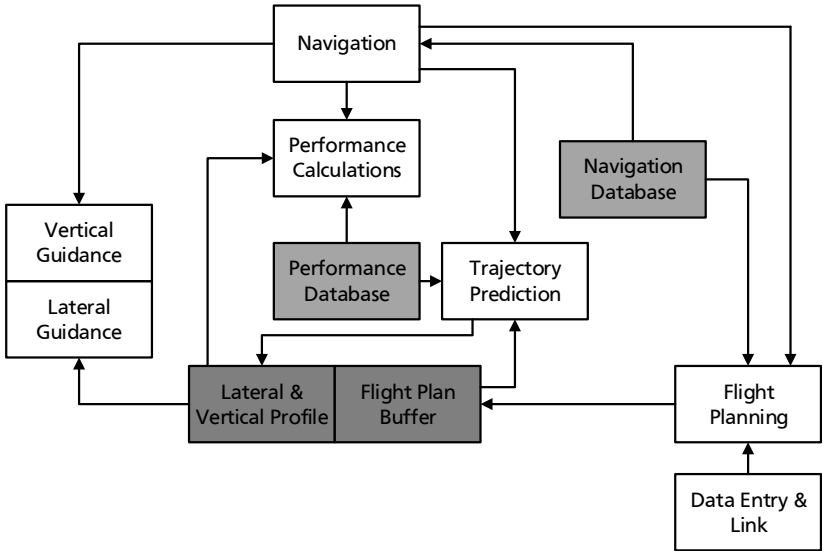 Navigation
Performance
Calculations
Navigation
Database
Vertical
Guidance
Lateral
Guidance
Performance
Database
Trajectory
Prediction
Lateral &
Vertical Profile
Flight Plan
Buffer
Flight
Planning
Data Entry &
Link